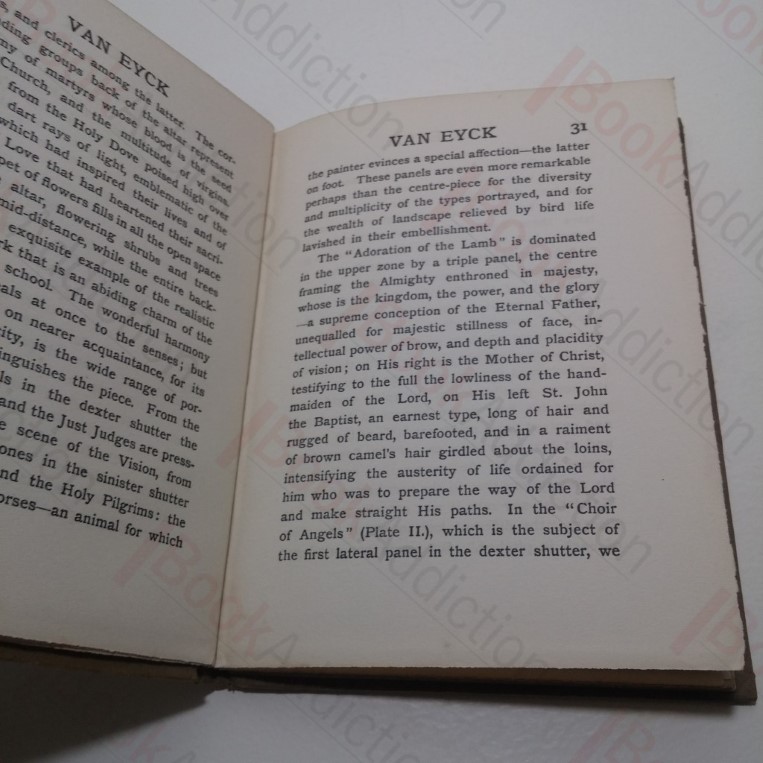 VAN EYCK
s, and clerics among the latter. The cor-
ding groups back of the altar represent
my of martyrs whose blood is the seed
Church, and the multitude of virgins.
from the Holy Dove poised high over
dart rays of light, emblematic of the
which had inspired their lives and of
Love that had heartened their sacri-
pet of flowers fills in all the open space
altar, flowering shrubs and trees
mid-distance, while the entire back-
exquisite example of the realistic
rk that is an abiding charm of the
school. The wonderful harmony
als at once to the senses; but
on nearer acquaintance, for its
ity, is the wide range of por-
inguishes the piece. From the
ls in the dexter shutter the
and the Just Judges are press-
e scene of the Vision, from
ones in the sinister shutter
nd the Holy Pilgrims: the
orses—an animal for which
VAN EYCK 31
the painter evinces a special affection—the latter
on foot. These panels are even more remarkable
perhaps than the centre-piece for the diversity
and multiplicity of the types portrayed, and for
the wealth of landscape relieved by bird life
lavished in their embellishment.
The "Adoration of the Lamb" is dominated
in the upper zone by a triple panel, the centre
framing the Almighty enthroned in majesty,
whose is the kingdom, the power, and the glory
—a supreme conception of the Eternal Father,
unequalled for majestic stillness of face, in-
tellectual power of brow, and depth and placidity
of vision; on His right is the Mother of Christ,
testifying to the full the lowliness of the hand-
maiden of the Lord, on His left St. John
the Baptist, an earnest type, long of hair and
rugged of beard, barefooted, and in a raiment
of brown camel's hair girdled about the loins,
intensifying the austerity of life ordained for
him who was to prepare the way of the Lord
and make straight His paths. In the "Choir
of Angels" (Plate II.), which is the subject of
the first lateral panel in the dexter shutter, we
BookAddiction